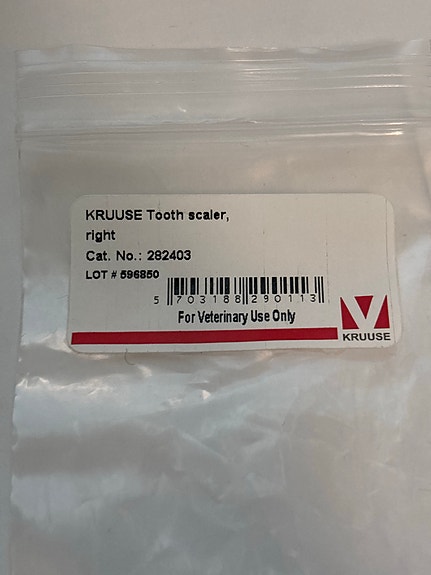 KRUUSE Tooth scaler,
right
Cat. No.: 282403
LOT # 596850
5 703188 290113
For Veterinary Use Only
V
KRUUSE